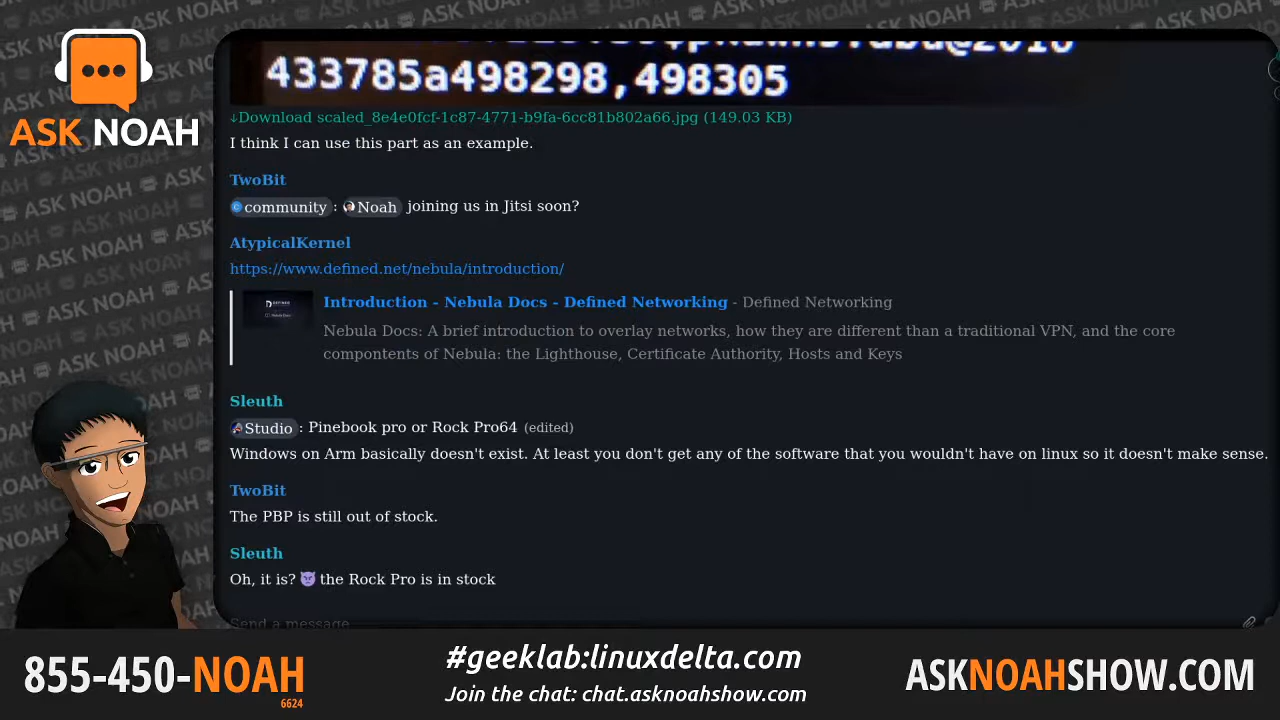 ASK NOAH
433785a498298,498305
↓Download scaled_8e4e0fcf-1c87-4771-b9fa-6cc81b802a66.jpg (149.03 KB)
I think I can use this part as an example.
TwoBit
community : Noah joining us in Jitsi soon?
AtypicalKernel
https://www.defined.net/nebula/introduction/
Introduction - Nebula Docs - Defined Networking - Defined Networking
Nebula Docs: A brief introduction to overlay networks, how they are different than a traditional VPN, and the core
compontents of Nebula: the Lighthouse, Certificate Authority, Hosts and Keys
Sleuth
Studio : Pinebook pro or Rock Pro64 (edited)
Windows on Arm basically doesn't exist. At least you don't get any of the software that you wouldn't have on linux so it doesn't make sense.
TwoBit
The PBP is still out of stock.
Sleuth
Oh, it is? 👿 the Rock Pro is in stock
Send a message
855-450-NOAH
6624
#geeklab:linuxdelta.com
Join the chat: chat.asknoahshow.com
ASKNOAHSHOW.COM